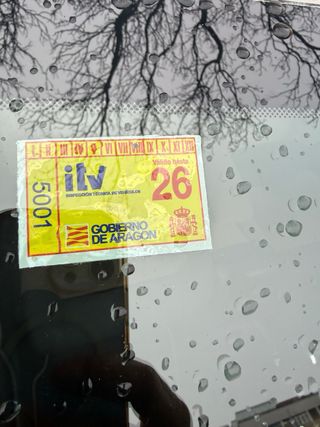 I II III IV V VI VII VIII IX X XI XII
5001
itv
INSPECCIÓN TÉCNICA DE VEHÍCULOS
Válido hasta
26
GOBIERNO
DE ARAGON